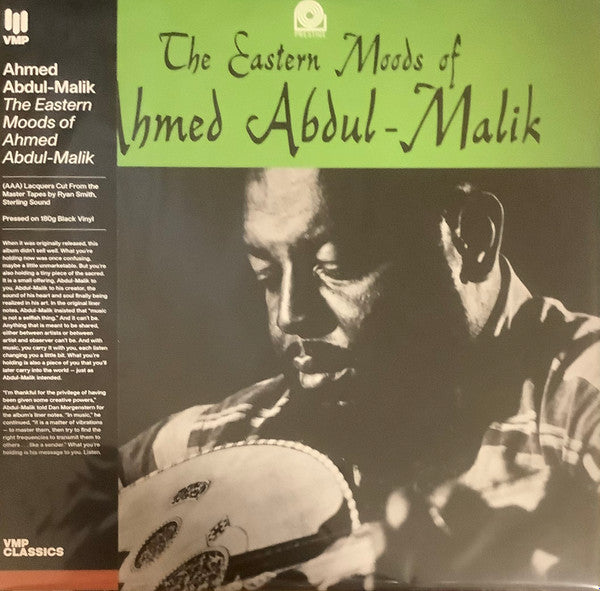 VMP
Ahmed
Abdul-Malik
The Eastern
Moods of
Ahmed
Abdul-Malik
(AAA) Lacquers Cut From the
Master Tapes by Ryan Smith,
Sterling Sound
Pressed on 180g Black Vinyl
When it was originally released, this
album didn't sell well. What you're
holding now was once confusing,
maybe a little unmarketable. But you're
also holding a tiny piece of the sacred.
It is a small offering, Abdul-Malik to
you, Abdul-Malik to his creator, the
sound of his heart and soul finally being
realized in his art. In the original liner
notes, Abdul-Malik insisted that "music
is not a selfish thing." And it can't be.
Anything that is meant to be shared,
either between artists or between
artist and observer can't be. And with
music, you carry it with you, each listen
changing you a little bit. What you're
holding is also a piece of you that you'll
later carry into the world — just as
Abdul-Malik intended.
"I'm thankful for the privilege of having
been given some creative powers,"
Abdul-Malik told Dan Morgenstern for
the album's liner notes. "In music," he
continued, "it is a matter of vibrations
— to master them, then try to find the
right frequencies to transmit them to
others . . . like a sender." What you're
holding is his message to you. Listen.
VMP
CLASSICS
PRESTIGE
The Eastern Moods of
Ahmed Abdul-Malik